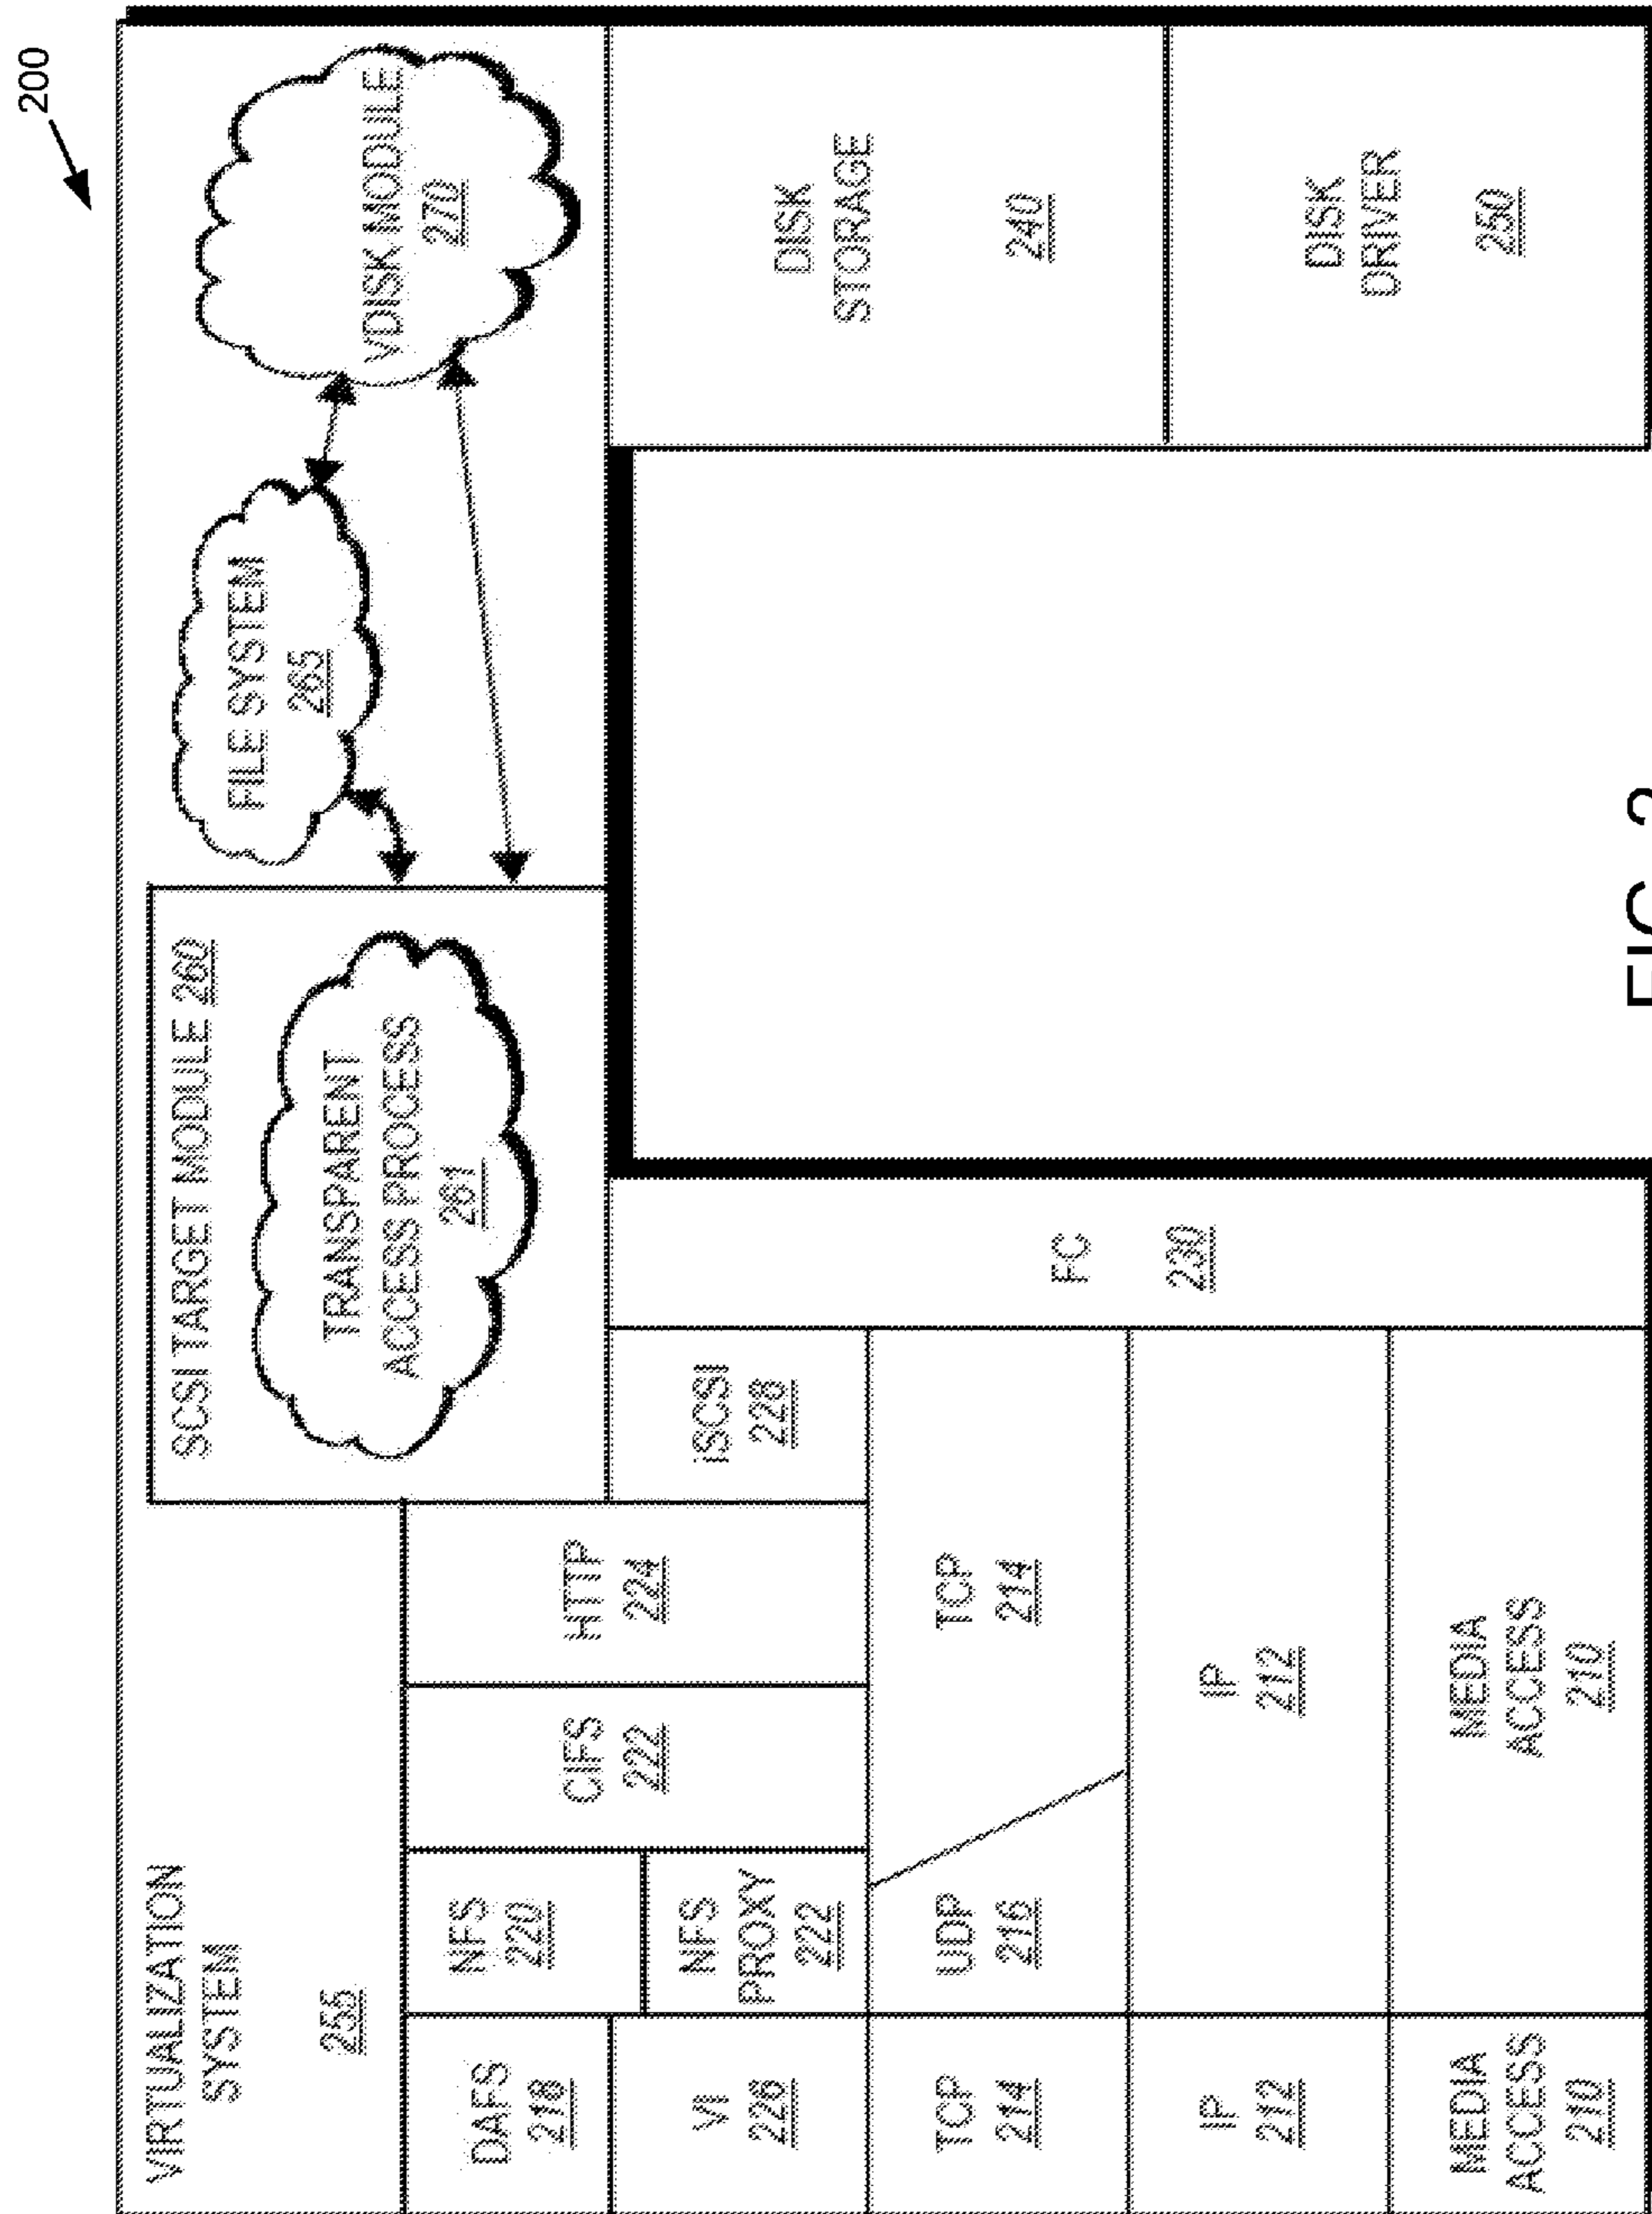 200
VIRTUALIZATION
SYSTEM
255
SCSI TARGET MODULE 260
TRANSPARENT
ACCESS PROCESS
261
FILE SYSTEM
265
VDISK MODULE
270
DAFS
218
NFS
220
CIFS
222
HTTP
224
VI
226
NFS
PROXY
222
iSCSI
228
FC
230
DISK
STORAGE
240
TCP
214
UDP
216
TCP
214
IP
212
IP
212
DISK
DRIVER
250
MEDIA
ACCESS
210
MEDIA
ACCESS
210